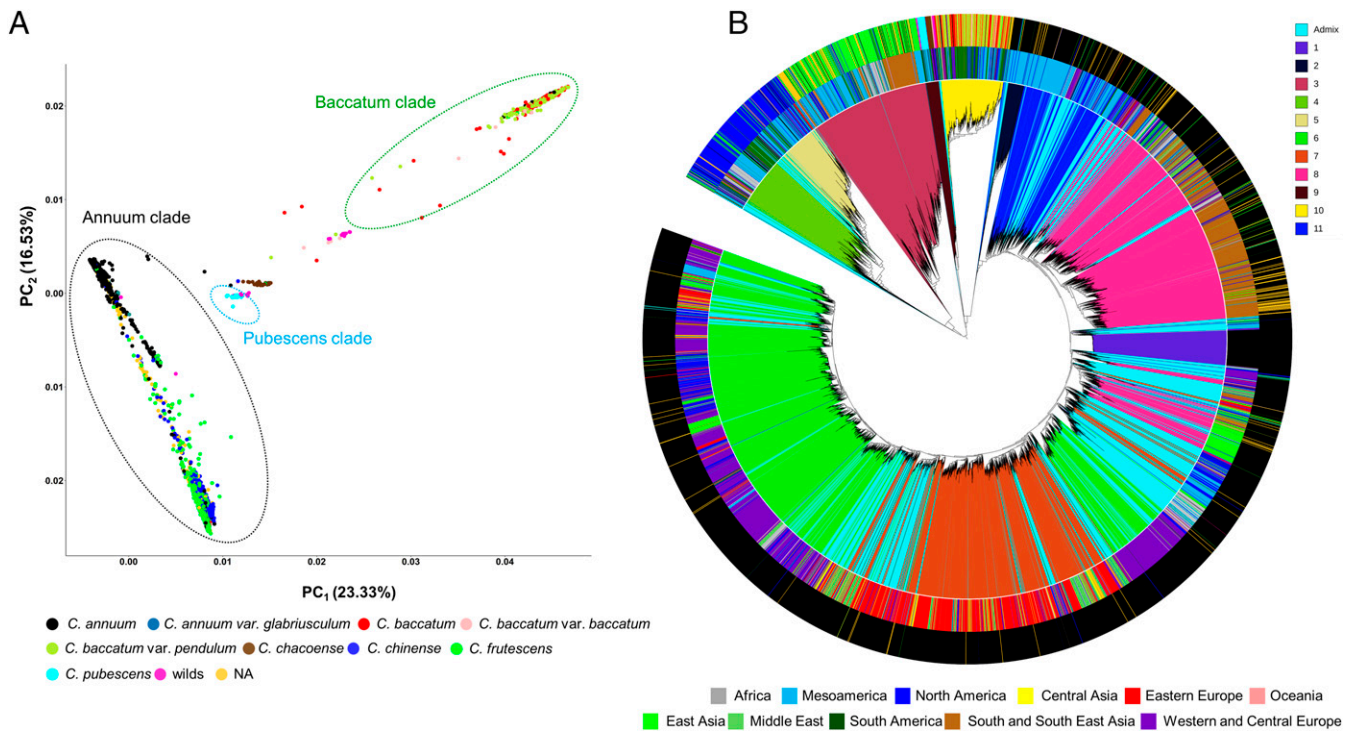 A
B
0.02
0.01
0.00
0.01
0.02
PC2 (16.53%)
Baccatum clade
Annuum clade
Pubescens clade
0.00 0.01 0.02 0.03 0.04
PC1 (23.33%)
C. annuum C. annuum var. glabriusculum C. baccatum C. baccatum var. baccatum
C. baccatum var. pendulum C. chacoense C. chinense C. frutescens
C. pubescens wilds NA
Admix
1
2
3
4
5
6
7
8
9
10
11
Africa Mesoamerica North America Central Asia Eastern Europe Oceania
East Asia Middle East South America South and South East Asia Western and Central Europe